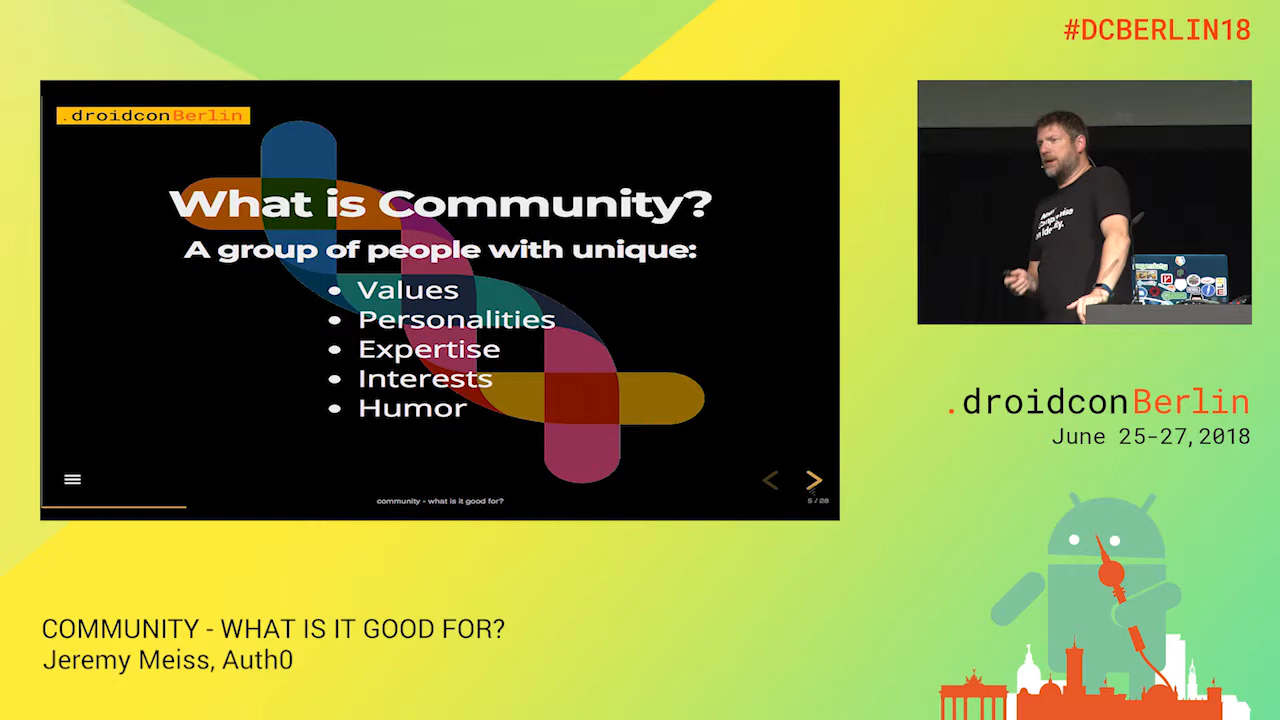 #DCBERLIN18
.droidconBerlin
What is Community?
A group of people with unique:
• Values
• Personalities
• Expertise
• Interests
• Humor
community - what is it good for?
5 / 28
.droidconBerlin
June 25-27, 2018
COMMUNITY - WHAT IS IT GOOD FOR?
Jeremy Meiss, Auth0